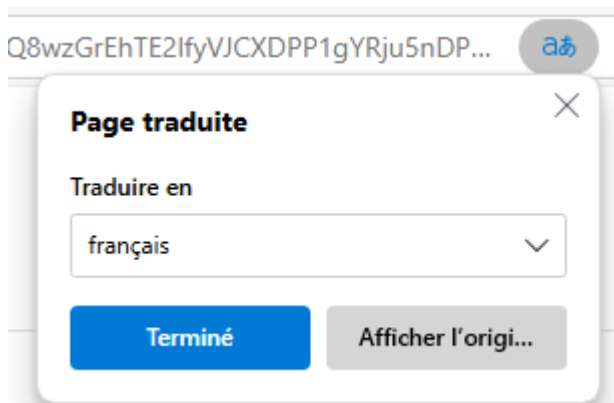 Q8wzGrEhTE2IfyVJCXDPP1gYRju5nDP... aあ
Page traduite
Traduire en
français
Terminé Afficher l'origi...